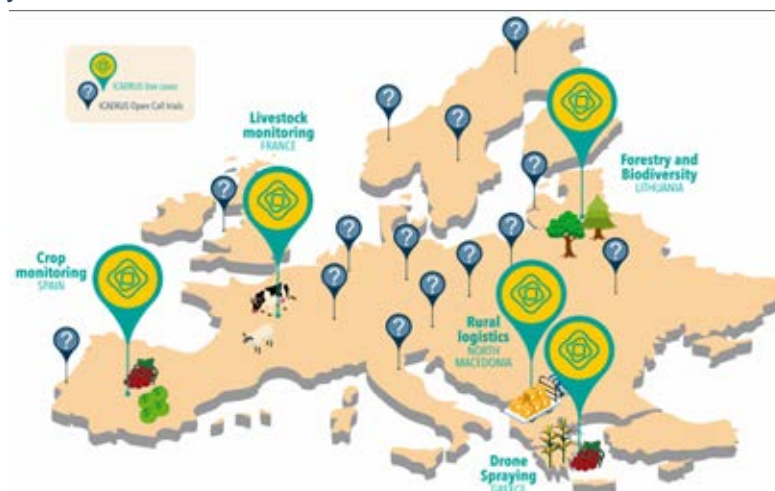 ICAERUS Use cases
ICAERUS Open Call trials
Livestock
monitoring
FRANCE
Forestry and
Biodiversity
LITHUANIA
Crop
monitoring
SPAIN
Rural
logistics
NORTH
MACEDONIA
Drone
Spraying
GREECE
?
?
?
?
?
?
?
?
?
?
?
?
?
?